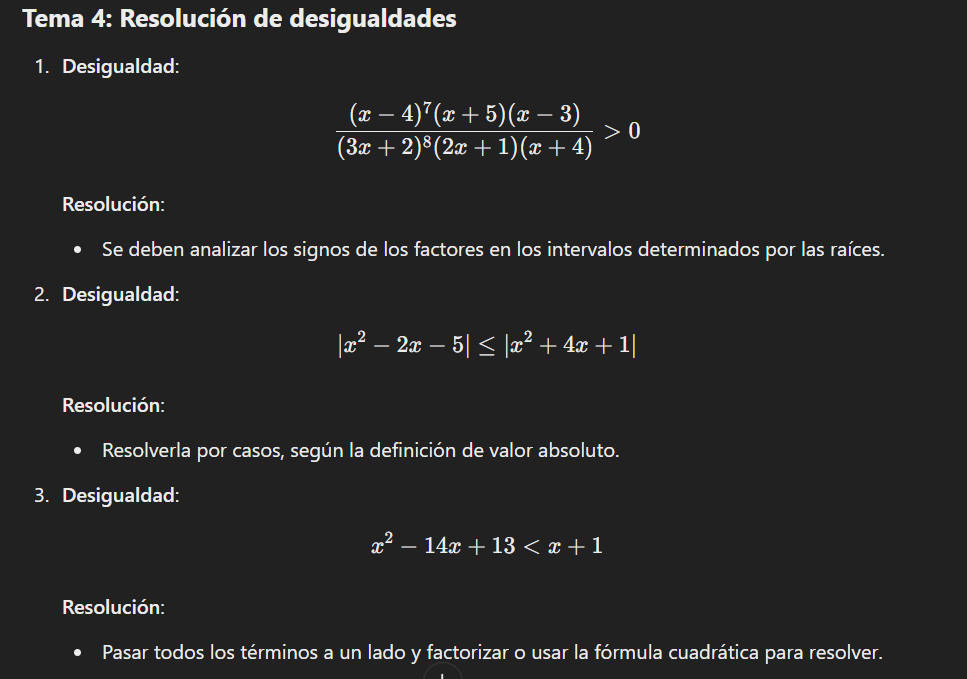 Tema 4: Resolución de desigualdades
1. Desigualdad:
(x − 4)⁷(x + 5)(x − 3)
(3x + 2)⁸(2x + 1)(x + 4)
> 0
Resolución:
• Se deben analizar los signos de los factores en los intervalos determinados por las raíces.
2. Desigualdad:
|x² − 2x − 5| ≤ |x² + 4x + 1|
Resolución:
• Resolverla por casos, según la definición de valor absoluto.
3. Desigualdad:
x² − 14x + 13 < x + 1
Resolución:
• Pasar todos los términos a un lado y factorizar o usar la fórmula cuadrática para resolver.